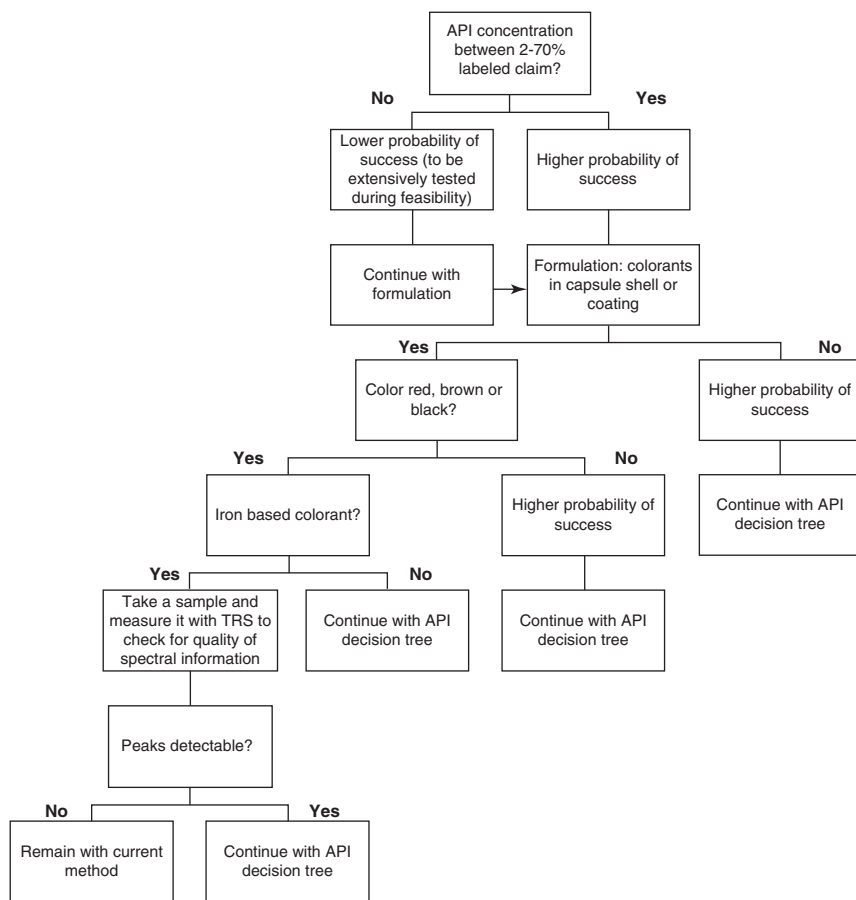 API concentration
between 2-70%
labeled claim?
No
Yes
Lower probability of
success (to be
extensively tested
during feasibility)
Higher probability of
success
Continue with
formulation
Formulation: colorants
in capsule shell or
coating
Yes
No
Color red, brown or
black?
Higher probability of
success
Yes
No
Iron based colorant?
Higher probability of
success
Continue with API
decision tree
Yes
No
Take a sample and
measure it with TRS to
check for quality of
spectral information
Continue with API
decision tree
Continue with API
decision tree
Peaks detectable?
No
Yes
Remain with current
method
Continue with API
decision tree